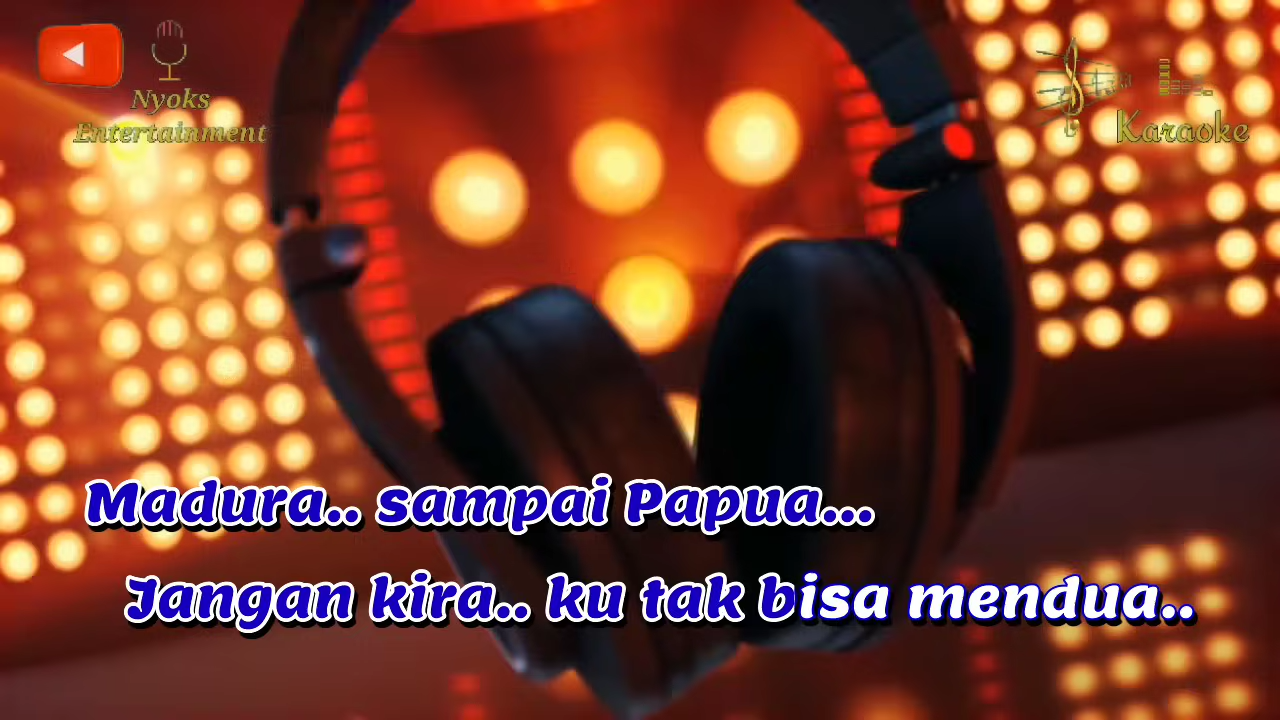 Nyoks
Entertainment
Karaoke
Madura.. sampai Papua...
Jangan kira.. ku tak bisa mendua..